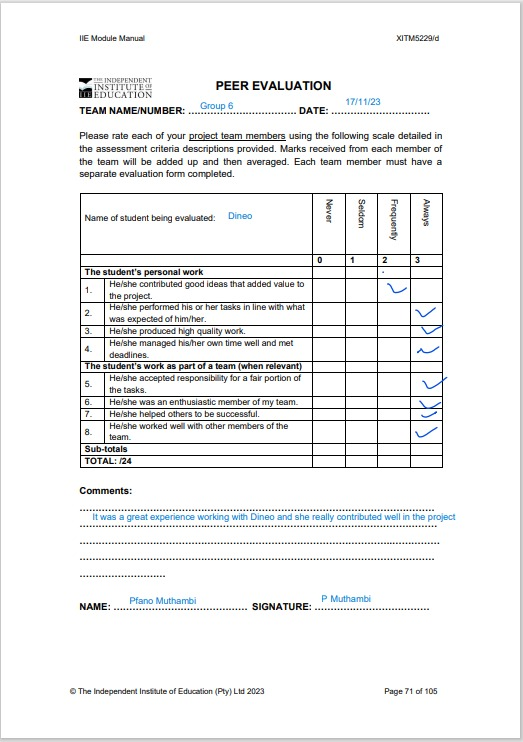 IIE Module Manual XITM5229/d
THE INDEPENDENT
INSTITUTE OF
EDUCATION
PEER EVALUATION
TEAM NAME/NUMBER: Group 6 DATE: 17/11/23
Please rate each of your project team members using the following scale detailed in
the assessment criteria descriptions provided. Marks received from each member of
the team will be added up and then averaged. Each team member must have a
separate evaluation form completed.
Name of student being evaluated: Dineo Never Seldom Frequently Always
0 1 2 3
The student's personal work
1. He/she contributed good ideas that added value to
the project.
2. He/she performed his or her tasks in line with what
was expected of him/her.
3. He/she produced high quality work.
4. He/she managed his/her own time well and met
deadlines.
The student's work as part of a team (when relevant)
5. He/she accepted responsibility for a fair portion of
the tasks.
6. He/she was an enthusiastic member of my team.
7. He/she helped others to be successful.
8. He/she worked well with other members of the
team.
Sub-totals
TOTAL: /24
Comments:
It was a great experience working with Dineo and she really contributed well in the project
NAME: Pfano Muthambi SIGNATURE: P Muthambi
© The Independent Institute of Education (Pty) Ltd 2023 Page 71 of 105